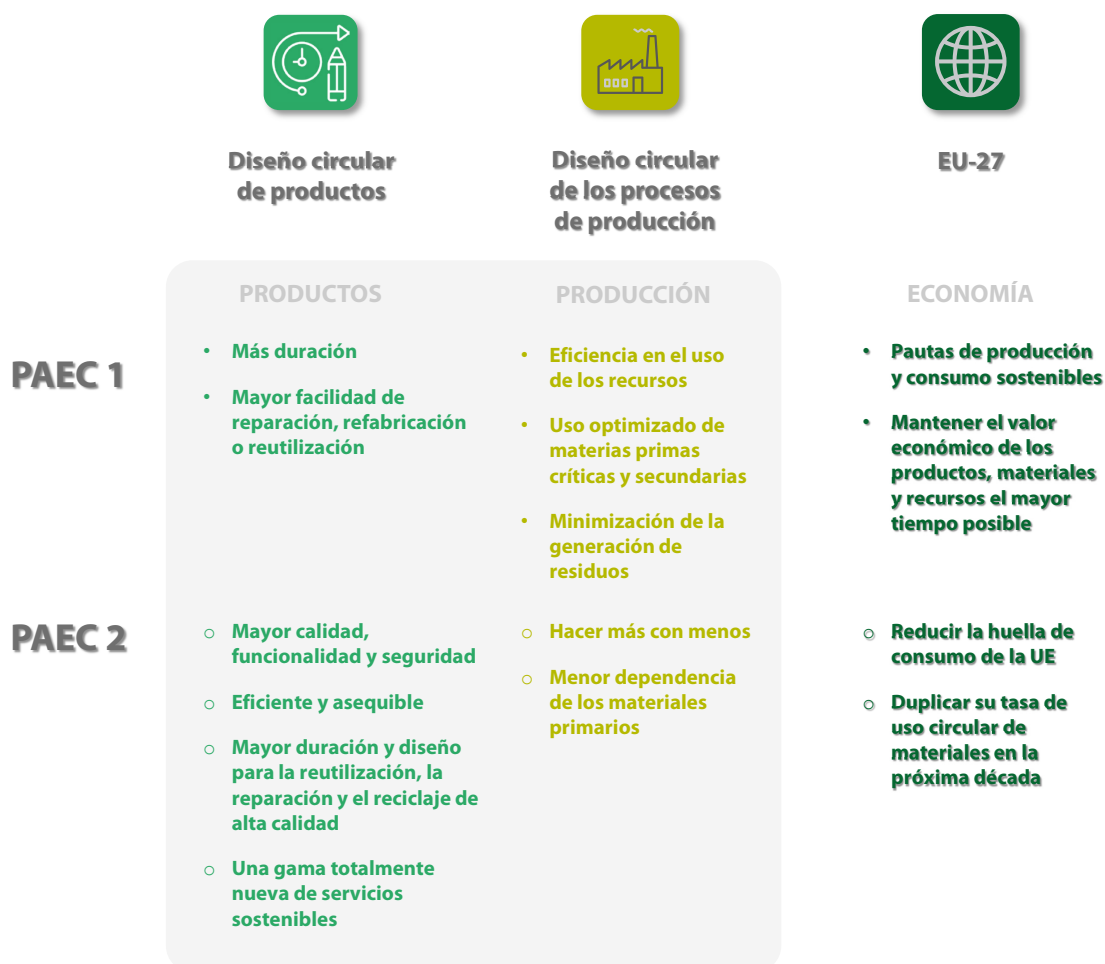 Diseño circular
de productos
Diseño circular
de los procesos
de producción
EU-27
PRODUCTOS
PRODUCCIÓN
ECONOMÍA
PAEC 1
• Más duración
• Mayor facilidad de
reparación, refabricación
o reutilización
• Eficiencia en el uso
de los recursos
• Uso optimizado de
materias primas
críticas y secundarias
• Minimización de la
generación de
residuos
• Pautas de producción
y consumo sostenibles
• Mantener el valor
económico de los
productos, materiales
y recursos el mayor
tiempo posible
PAEC 2
○ Mayor calidad,
funcionalidad y seguridad
○ Eficiente y asequible
○ Mayor duración y diseño
para la reutilización, la
reparación y el reciclaje de
alta calidad
○ Una gama totalmente
nueva de servicios
sostenibles
○ Hacer más con menos
○ Menor dependencia
de los materiales
primarios
○ Reducir la huella de
consumo de la UE
○ Duplicar su tasa de
uso circular de
materiales en la
próxima década